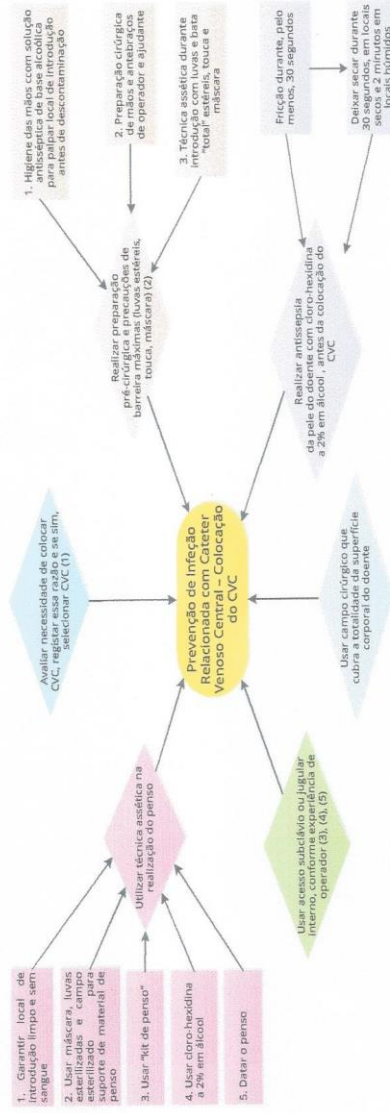 Prevenção de Infeção
Relacionada com Cateter
Venoso Central – Colocação
do CVC
Avaliar necessidade de colocar
CVC, registar essa razão e se sim,
selecionar CVC (1)
Realizar preparação
pré-cirúrgica e precauções de
barreira máximas (luvas estéreis,
touca, máscara) (2)
1. Higiene das mãos ccom solução
antisséptica de base alcoólica
para palpar local de introdução
antes de descontaminação
2. Preparação cirúrgica
de mãos e antebraços
de operador e ajudante
3. Técnica assética durante
introdução com luvas e bata
"total" estéreis, touca e
máscara
Realizar antissepsia
da pele do doente com cloro-hexidina
a 2% em álcool , antes da colocação do
CVC
Fricção durante, pelo
menos, 30 segundos
Deixar secar durante
30 segundos, em locais
secos e 2 minutos em
locais húmidos
Usar campo cirúrgico que
cubra a totalidade da superfície
corporal do doente
Usar acesso subclávio ou jugular
interno, conforme experiência de
operador (3), (4), (5)
Utilizar técnica assética na
realização do penso
1. Garantir local de
introdução limpo e sem
sangue
2. Usar máscara, luvas
esterilizadas e campo
esterilizado para
suporte de material de
penso
3. Usar "kit de penso"
4. Usar cloro-hexidina
a 2% em álcool
5. Datar o penso